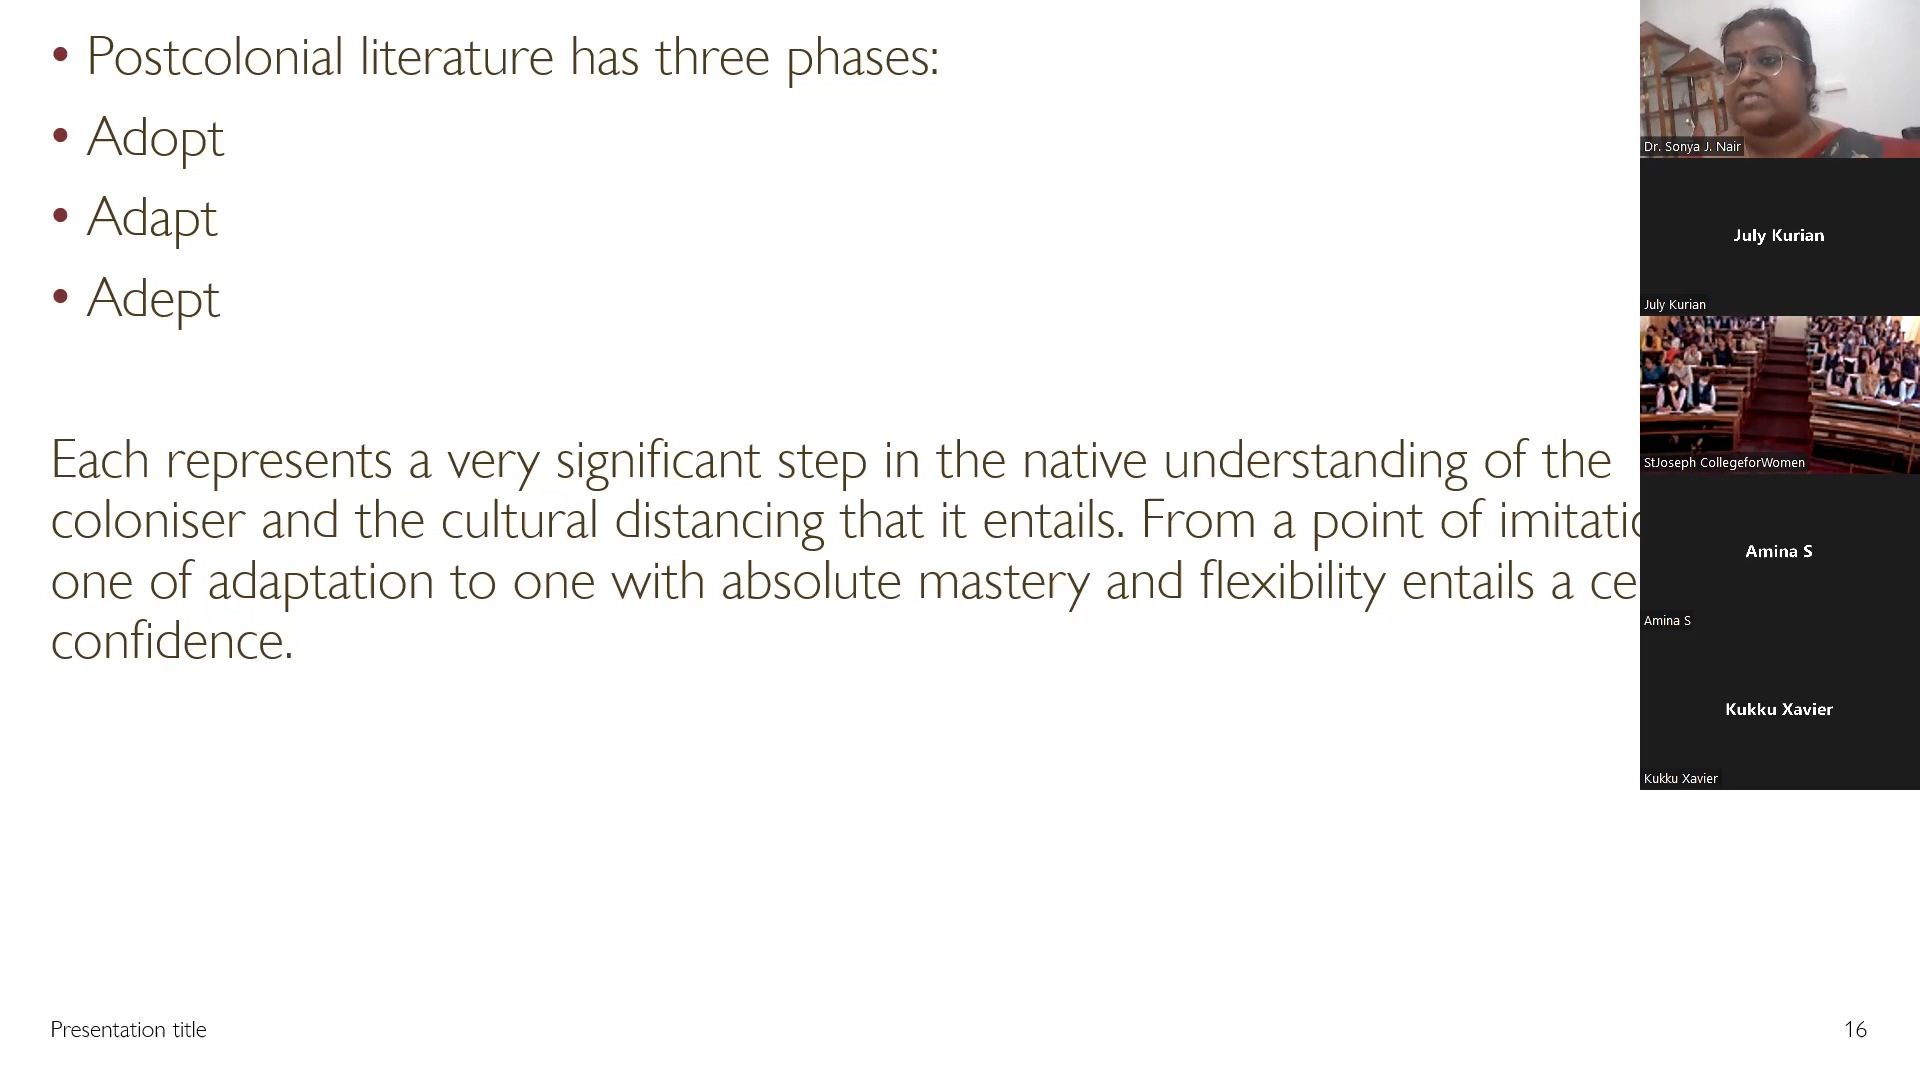 • Postcolonial literature has three phases:
• Adopt
• Adapt
• Adept
Each represents a very significant step in the native understanding of the
coloniser and the cultural distancing that it entails. From a point of
one of adaptation to one with absolute mastery and flexibility entails a
confidence.
Presentation title
16
Dr. Sonya J. Nair
July Kurian
July Kurian
StJoseph CollegeforWomen
Amina S
Amina S
Kukku Xavier
Kukku Xavier